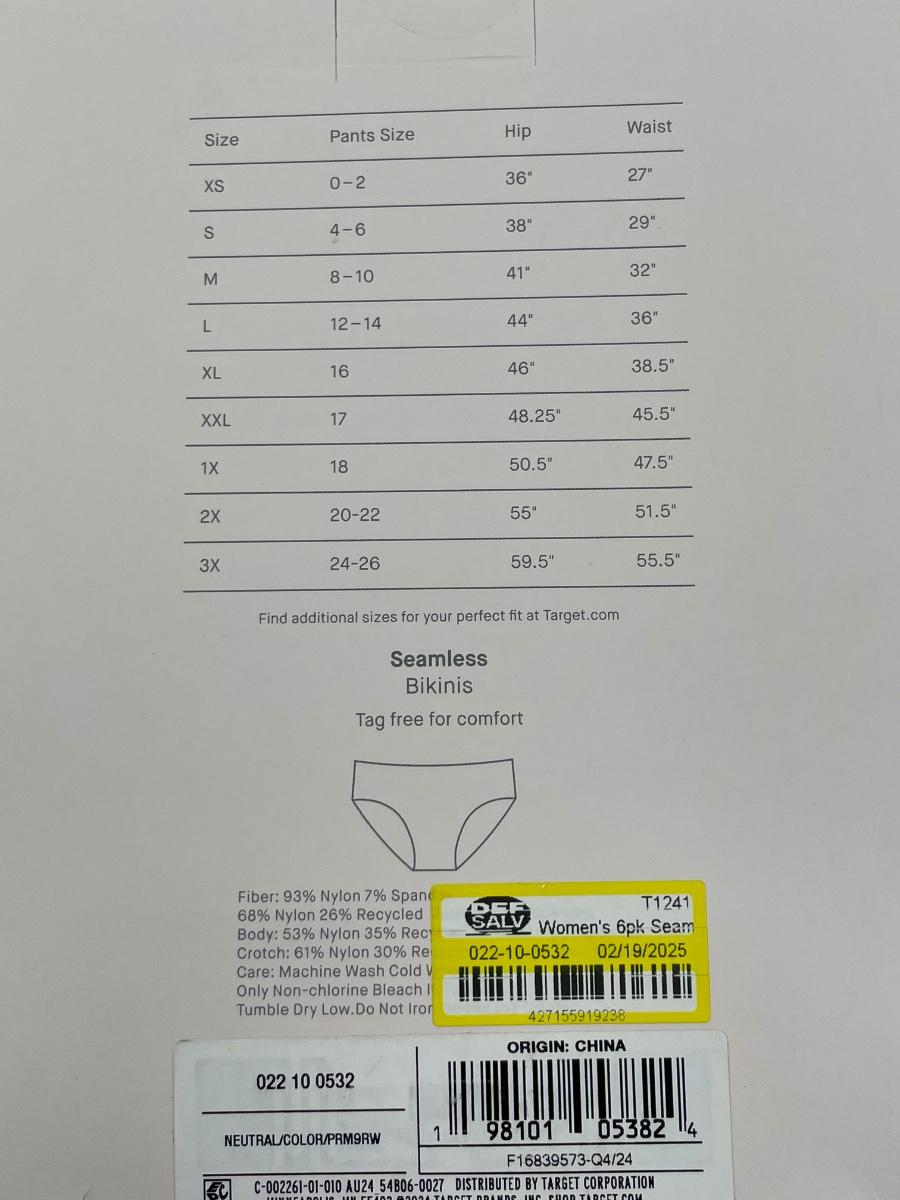 Size Pants Size Hip Waist
XS 0–2 36" 27"
S 4–6 38" 29"
M 8–10 41" 32"
L 12–14 44" 36"
XL 16 46" 38.5"
XXL 17 48.25" 45.5"
1X 18 50.5" 47.5"
2X 20-22 55" 51.5"
3X 24-26 59.5" 55.5"
Find additional sizes for your perfect fit at Target.com
Seamless
Bikinis
Tag free for comfort
Fiber: 93% Nylon 7%
68% Nylon 26% Recycled
Body: 53% Nylon 35%
Crotch: 61% Nylon 30%
Care: Machine Wash Cold
Only Non-chlorine Bleach
Tumble Dry Low.Do Not
DEF
SALV
T1241
Women's 6pk Seam
022-10-0532 02/19/2025
427155919238
ORIGIN: CHINA
022 10 0532
NEUTRAL/COLOR/PRM9RW
1 98101 05382 4
F16839573-Q4/24
C-002261-01-010 AU24 54B06-0027 DISTRIBUTED BY TARGET CORPORATION